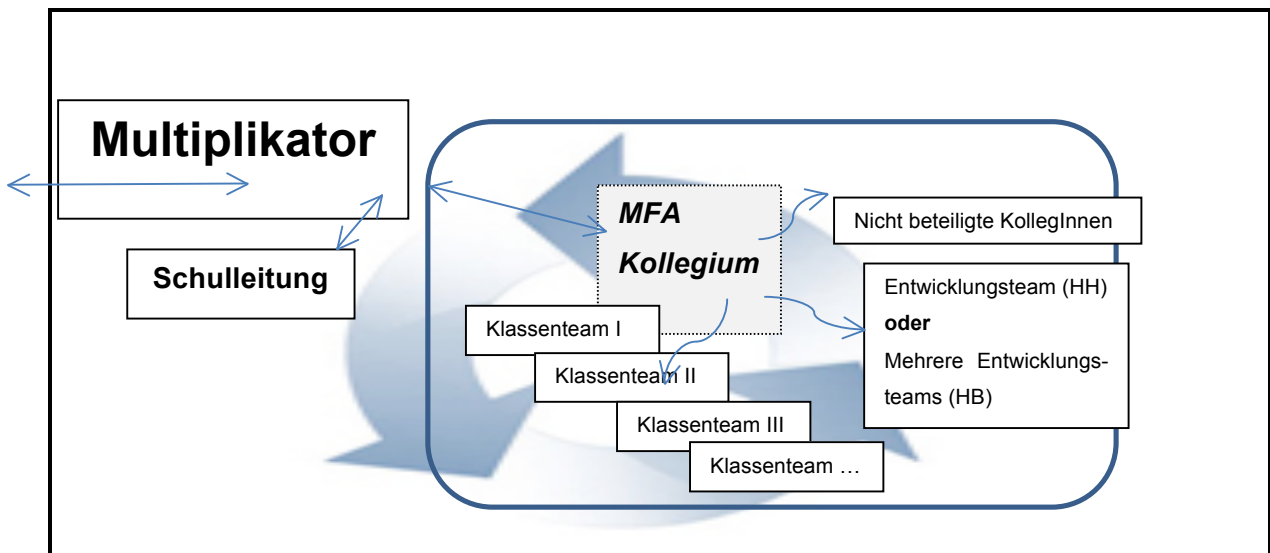 Multiplikator
Schulleitung
MFA
Kollegium
Nicht beteiligte KollegInnen
Entwicklungsteam (HH)
oder
Mehrere Entwicklungs-
teams (HB)
Klassenteam I
Klassenteam II
Klassenteam III
Klassenteam …